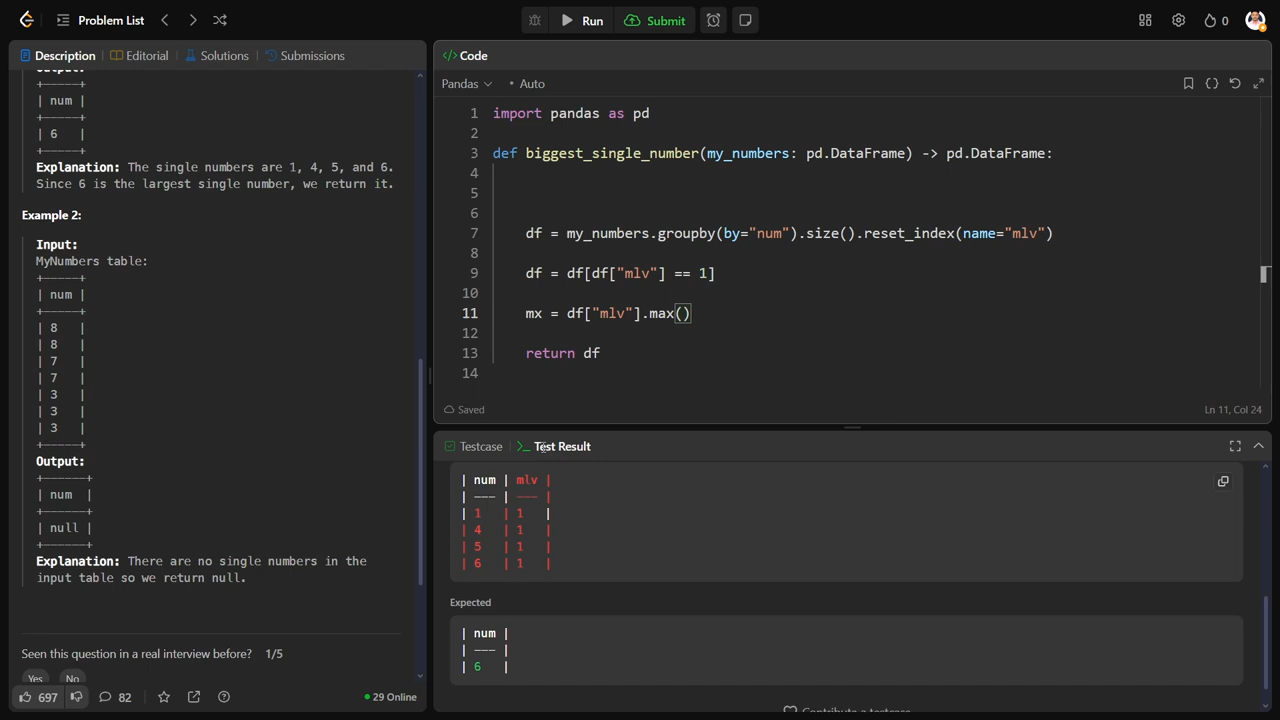 Problem List
Run
Submit
0
Description
Editorial
Solutions
Submissions
Output:
+-----+
| num |
+-----+
| 6   |
+-----+
Explanation: The single numbers are 1, 4, 5, and 6.
Since 6 is the largest single number, we return it.
Example 2:
Input:
MyNumbers table:
+-----+
| num |
+-----+
| 8   |
| 8   |
| 7   |
| 7   |
| 3   |
| 3   |
| 3   |
+-----+
Output:
+------+
| num  |
+------+
| null |
+------+
Explanation: There are no single numbers in the
input table so we return null.
Seen this question in a real interview before? 1/5
Yes No
697
82
29 Online
</> Code
Pandas
• Auto
1 import pandas as pd
2
3 def biggest_single_number(my_numbers: pd.DataFrame) -> pd.DataFrame:
4
5
6
7 df = my_numbers.groupby(by="num").size().reset_index(name="mlv")
8
9 df = df[df["mlv"] == 1]
10
11 mx = df["mlv"].max()
12
13 return df
14
Saved
Ln 11, Col 24
Testcase
>_ Test Result
| num | mlv |
| --- | --- |
| 1   | 1   |
| 4   | 1   |
| 5   | 1   |
| 6   | 1   |
Expected
| num |
| --- |
| 6   |
Contribute a testcase